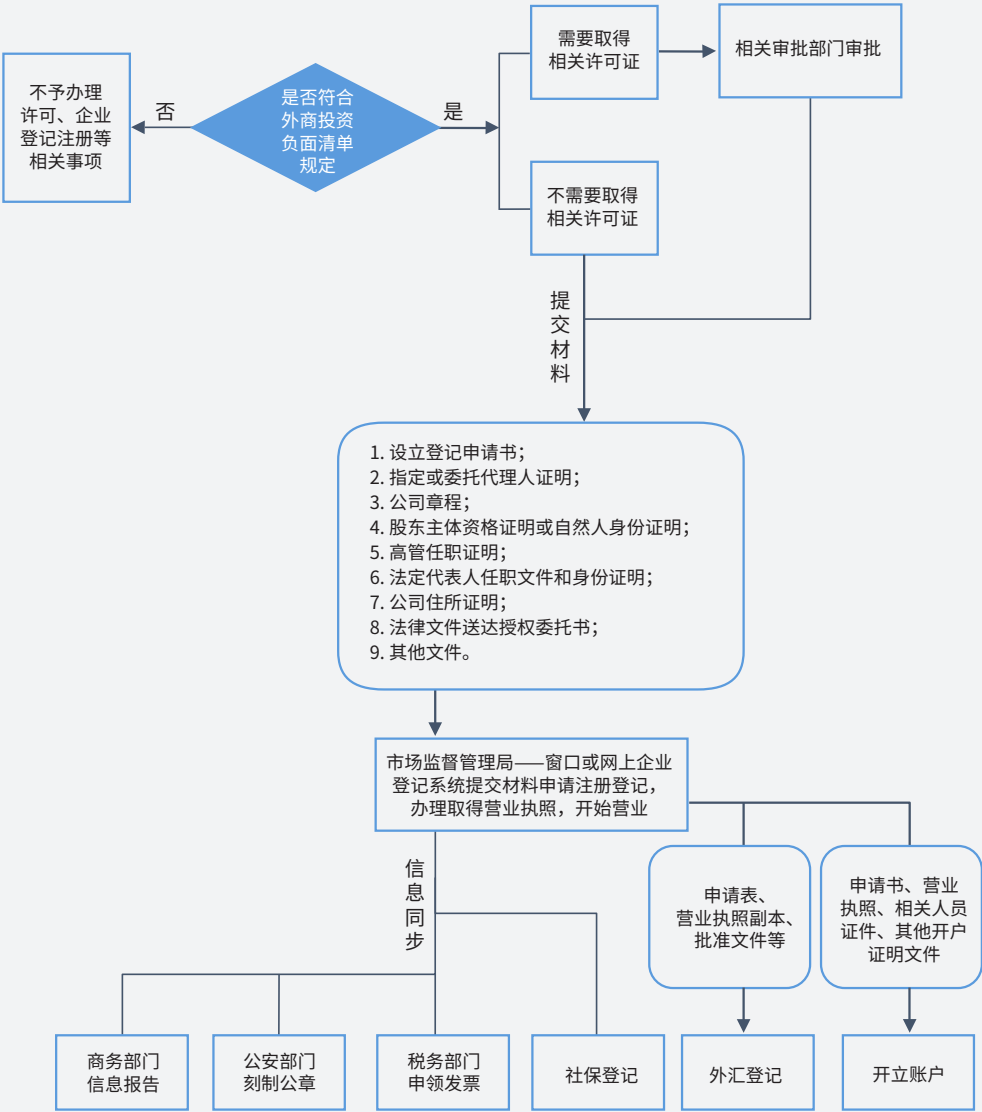 需要取得
相关许可证
相关审批部门审批
不予办理
许可、企业
登记注册等
相关事项
否
是否符合
外商投资
负面清单
规定
是
不需要取得
相关许可证
提
交
材
料
1. 设立登记申请书；
2. 指定或委托代理人证明；
3. 公司章程；
4. 股东主体资格证明或自然人身份证明；
5. 高管任职证明；
6. 法定代表人任职文件和身份证明；
7. 公司住所证明；
8. 法律文件送达授权委托书；
9. 其他文件。
市场监督管理局——窗口或网上企业
登记系统提交材料申请注册登记，
办理取得营业执照，开始营业
信
息
同
步
申请表、
营业执照副本、
批准文件等
申请书、营业
执照、相关人员
证件、其他开户
证明文件
商务部门
信息报告
公安部门
刻制公章
税务部门
申领发票
社保登记
外汇登记
开立账户